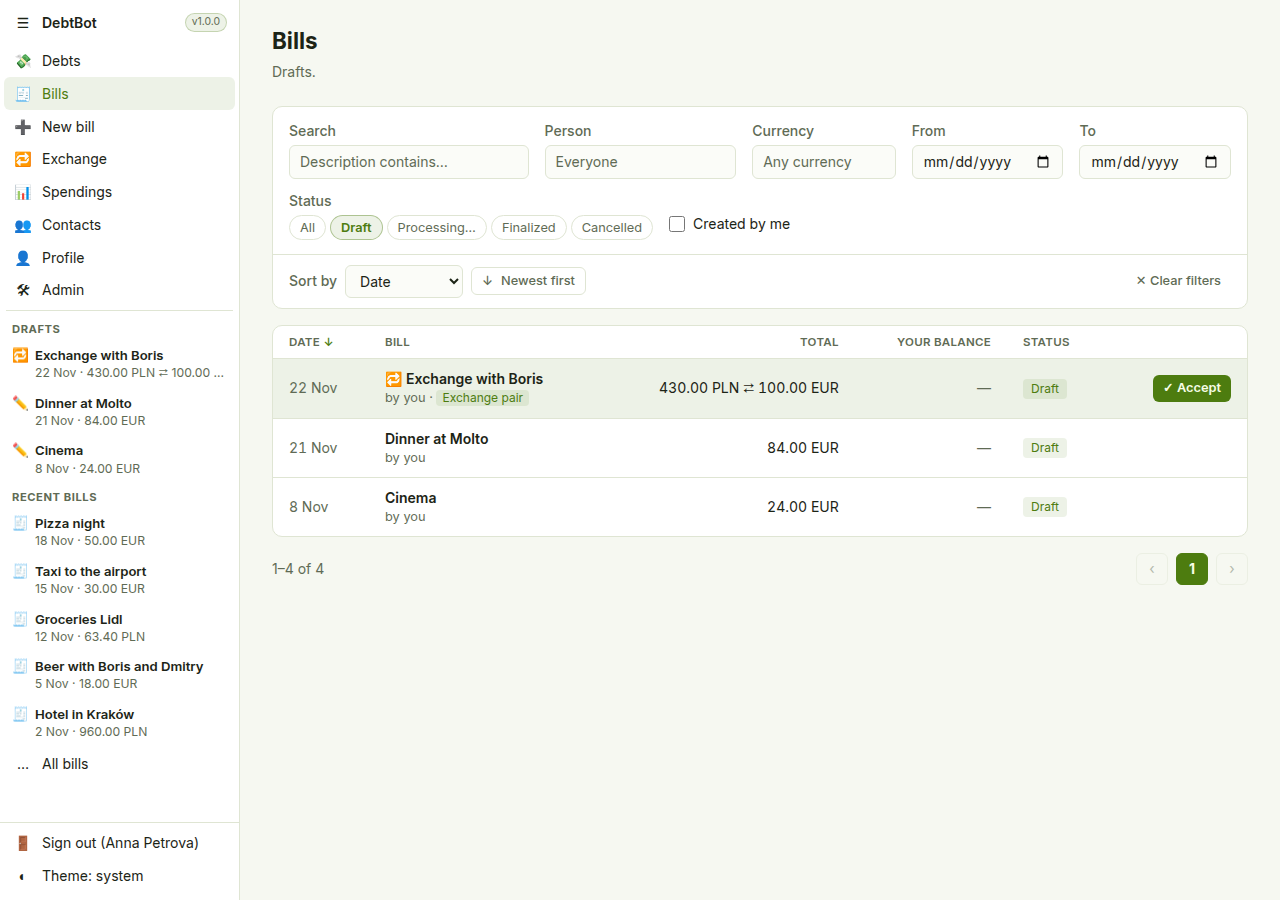 ☰ DebtBot v1.0.0
💸 Debts
🧾 Bills
➕ New bill
🔁 Exchange
📊 Spendings
👥 Contacts
👤 Profile
🛠 Admin
DRAFTS
🔁 Exchange with Boris
22 Nov · 430.00 PLN ⇄ 100.00 ...
✏️ Dinner at Molto
21 Nov · 84.00 EUR
✏️ Cinema
8 Nov · 24.00 EUR
RECENT BILLS
🧾 Pizza night
18 Nov · 50.00 EUR
🧾 Taxi to the airport
15 Nov · 30.00 EUR
🧾 Groceries Lidl
12 Nov · 63.40 PLN
🧾 Beer with Boris and Dmitry
5 Nov · 18.00 EUR
🧾 Hotel in Kraków
2 Nov · 960.00 PLN
... All bills
🚪 Sign out (Anna Petrova)
Theme: system
Bills
Drafts.
Search Person Currency From To
Description contains... Everyone Any currency mm/dd/yyyy mm/dd/yyyy
Status
All Draft Processing... Finalized Cancelled Created by me
Sort by Date ↓ Newest first ✕ Clear filters
DATE ↓ BILL TOTAL YOUR BALANCE STATUS
22 Nov 🔁 Exchange with Boris 430.00 PLN ⇄ 100.00 EUR — Draft ✓ Accept
by you · Exchange pair
21 Nov Dinner at Molto 84.00 EUR — Draft
by you
8 Nov Cinema 24.00 EUR — Draft
by you
1–4 of 4 ‹ 1 ›